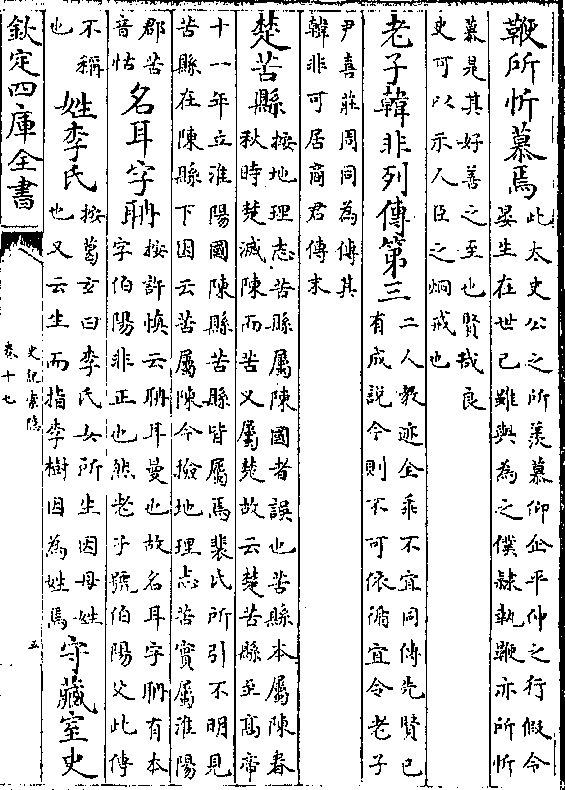 鞭所忻慕焉此太史公之所羨慕仰企平仲之行假令
晏生在世己雖與為之僕隸執鞭亦所忻
慕是其好善之至也賢哉良
史可以示人臣之炯戒也
老子韓非列傳第三二人教迹全乖不宜同傳先賢已
有成説今則不可依循宜令老子
尹喜莊周同為傳其
韓非可居商君傳末
楚苦縣按地理志苦縣屬陳國者誤也苦縣本屬陳春
秋時楚滅陳而苦又屬楚故云楚苦縣至髙帝
十一年立淮陽國陳縣苦縣皆屬焉裴氏所引不明見
苦縣在陳縣下因云苦屬陳今撿地理志苦實屬淮陽
郡苦
音怙
名耳字聃按許慎云聃耳曼也故名耳字聃有本
字伯陽非正也然老子號伯陽父此傳
不稱
也
姓李氏按葛玄曰李氏女所生因母姓
也又云生而指李樹因為姓焉
守藏室史
欽定四庫全書
史記索隱
卷十七
五